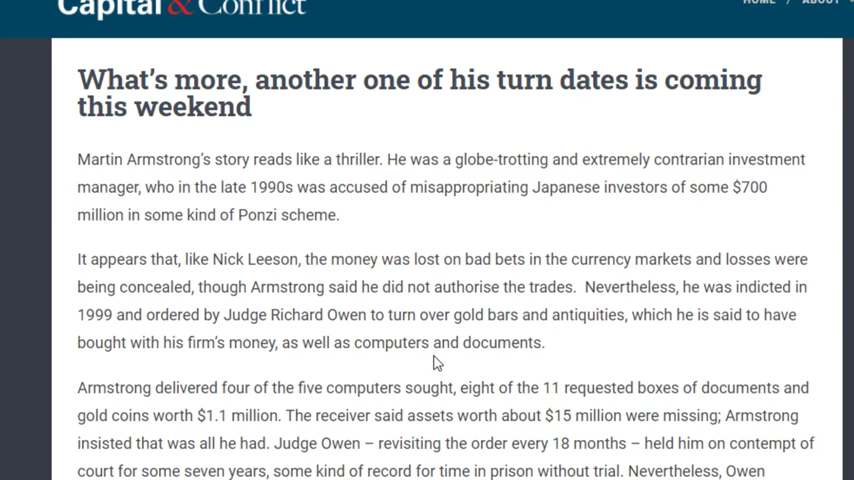 Capital & Conflict
HOME / ABOUT
What's more, another one of his turn dates is coming
this weekend
Martin Armstrong's story reads like a thriller. He was a globe-trotting and extremely contrarian investment
manager, who in the late 1990s was accused of misappropriating Japanese investors of some $700
million in some kind of Ponzi scheme.
It appears that, like Nick Leeson, the money was lost on bad bets in the currency markets and losses were
being concealed, though Armstrong said he did not authorise the trades.  Nevertheless, he was indicted in
1999 and ordered by Judge Richard Owen to turn over gold bars and antiquities, which he is said to have
bought with his firm's money, as well as computers and documents.
Armstrong delivered four of the five computers sought, eight of the 11 requested boxes of documents and
gold coins worth $1.1 million. The receiver said assets worth about $15 million were missing; Armstrong
insisted that was all he had. Judge Owen – revisiting the order every 18 months – held him on contempt of
court for some seven years, some kind of record for time in prison without trial. Nevertheless, Owen